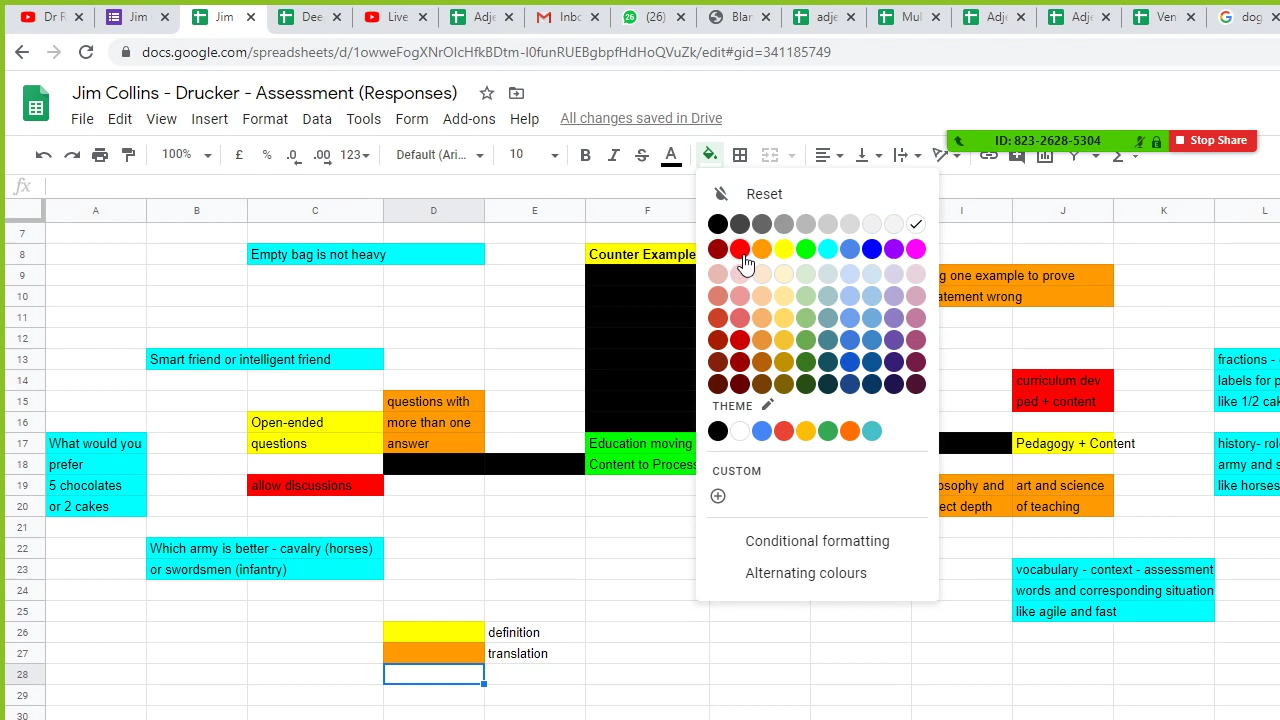 Dr R
Jim
Jim
Dee
Live
Adje
Inbo
26
(26)
Blar
adje
Mul
Adje
Adje
Ven
dog
docs.google.com/spreadsheets/d/1owweFogXNrOlcHfkBDtm-l0funRUEBgbpfHdHoQVuZk/edit#gid=341185749
Jim Collins - Drucker - Assessment (Responses)
File Edit View Insert Format Data Tools Form Add-ons Help All changes saved in Drive
ID: 823-2628-5304 Stop Share
100% £ % .0 .00 123 Default (Ari... 10 B I S A
fx
A B C D E F I J K L
7
8 Empty bag is not heavy Counter Example
9 g one example to prove
10 atement wrong
11
12
13 Smart friend or intelligent friend fractions -
14 curriculum dev labels for p
15 questions with ped + content like 1/2 cak
16 Open-ended more than one
17 What would you questions answer Education moving Pedagogy + Content history- rol
18 prefer Content to Process army and s
19 5 chocolates allow discussions osophy and art and science like horses
20 or 2 cakes ect depth of teaching
21
22 Which army is better - cavalry (horses)
23 or swordsmen (infantry) vocabulary - context - assessment
24 words and corresponding situation
25 like agile and fast
26 definition
27 translation
28
29
30
Reset
THEME
CUSTOM
Conditional formatting
Alternating colours